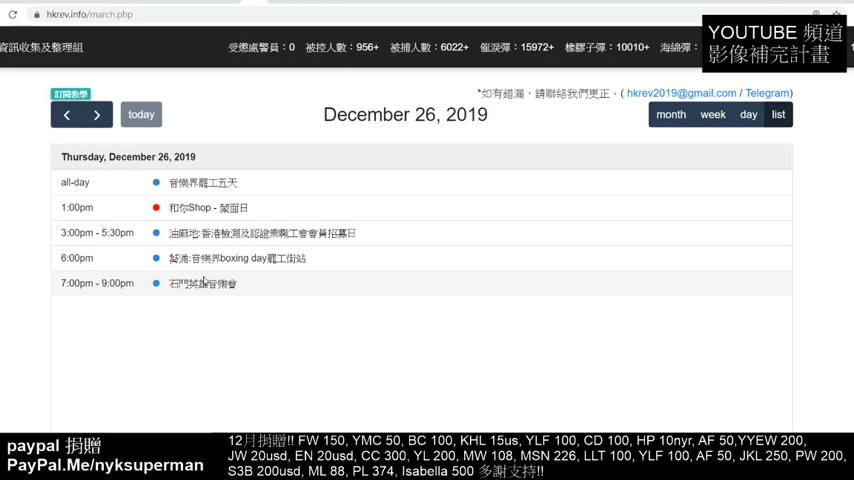 hkrev.info/march.php
資訊收集及整理組
受懲處警員：0 被控人數：956+ 被捕人數：6022+ 催淚彈：15972+ 橡膠子彈：10010+ 海綿彈：
YOUTUBE 頻道
影像補完計畫
訂閱教學
*如有錯漏，請聯絡我們更正。( hkrev2019@gmail.com / Telegram)
today
December 26, 2019
month week day list
Thursday, December 26, 2019
all-day 音樂界罷工五天
1:00pm 和你Shop - 蒙面日
3:00pm - 5:30pm 油麻地:香港檢測及認證業職工會會員招募日
6:00pm 葵涌:音樂界boxing day罷工街站
7:00pm - 9:00pm 石門英雄音樂會
paypal 捐贈
PayPal.Me/nyksuperman
12月捐贈!! FW 150, YMC 50, BC 100, KHL 15us, YLF 100, CD 100, HP 10nyr, AF 50,YYEW 200,
JW 20usd, EN 20usd, CC 300, YL 200, MW 108, MSN 226, LLT 100, YLF 100, AF 50, JKL 250, PW 200,
S3B 200usd, ML 88, PL 374, Isabella 500 多謝支持!!